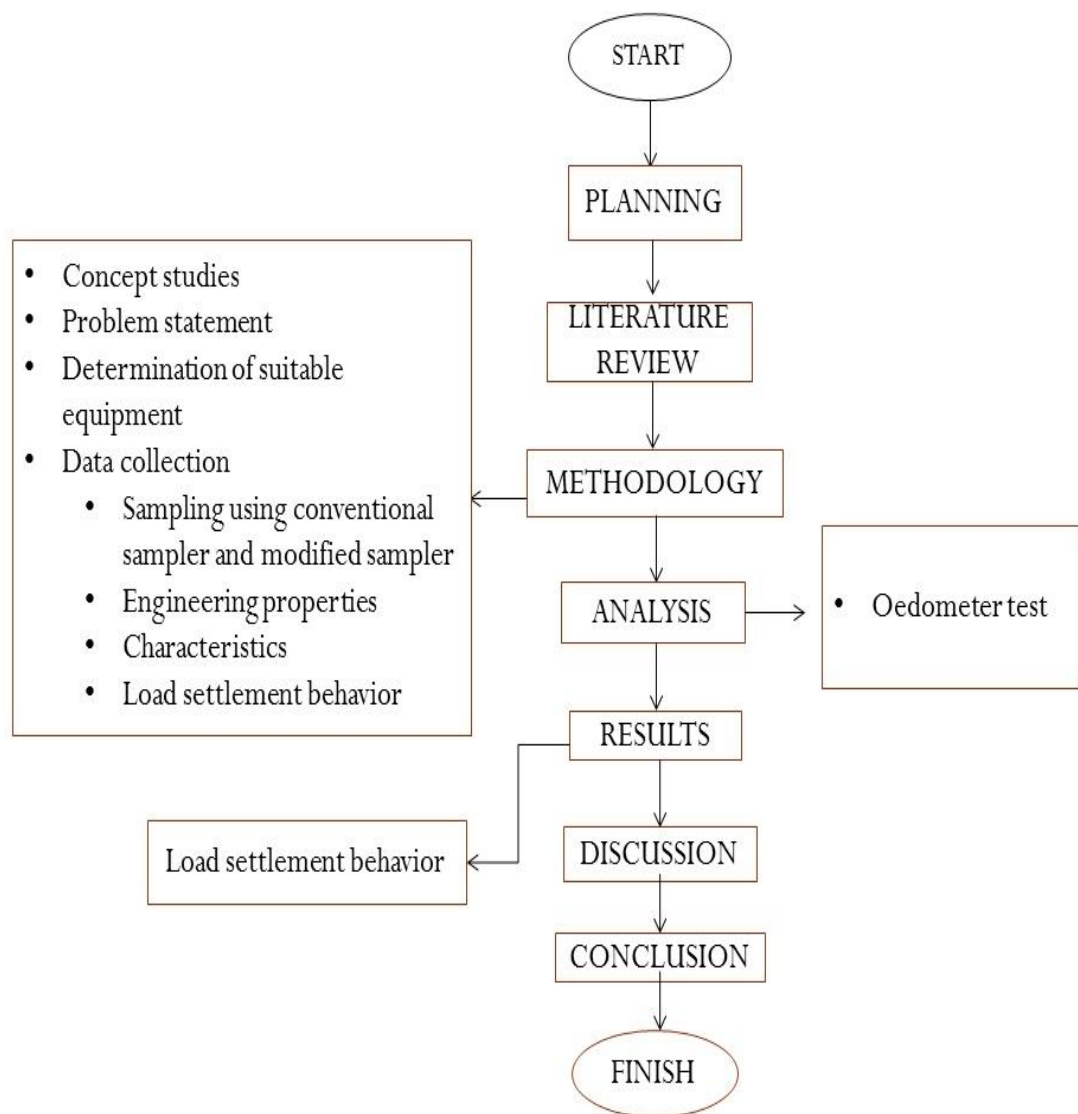 START
PLANNING
LITERATURE
REVIEW
METHODOLOGY
• Concept studies
• Problem statement
• Determination of suitable
equipment
• Data collection
• Sampling using conventional
sampler and modified sampler
• Engineering properties
• Characteristics
• Load settlement behavior
ANALYSIS
• Oedometer test
RESULTS
Load settlement behavior
DISCUSSION
CONCLUSION
FINISH